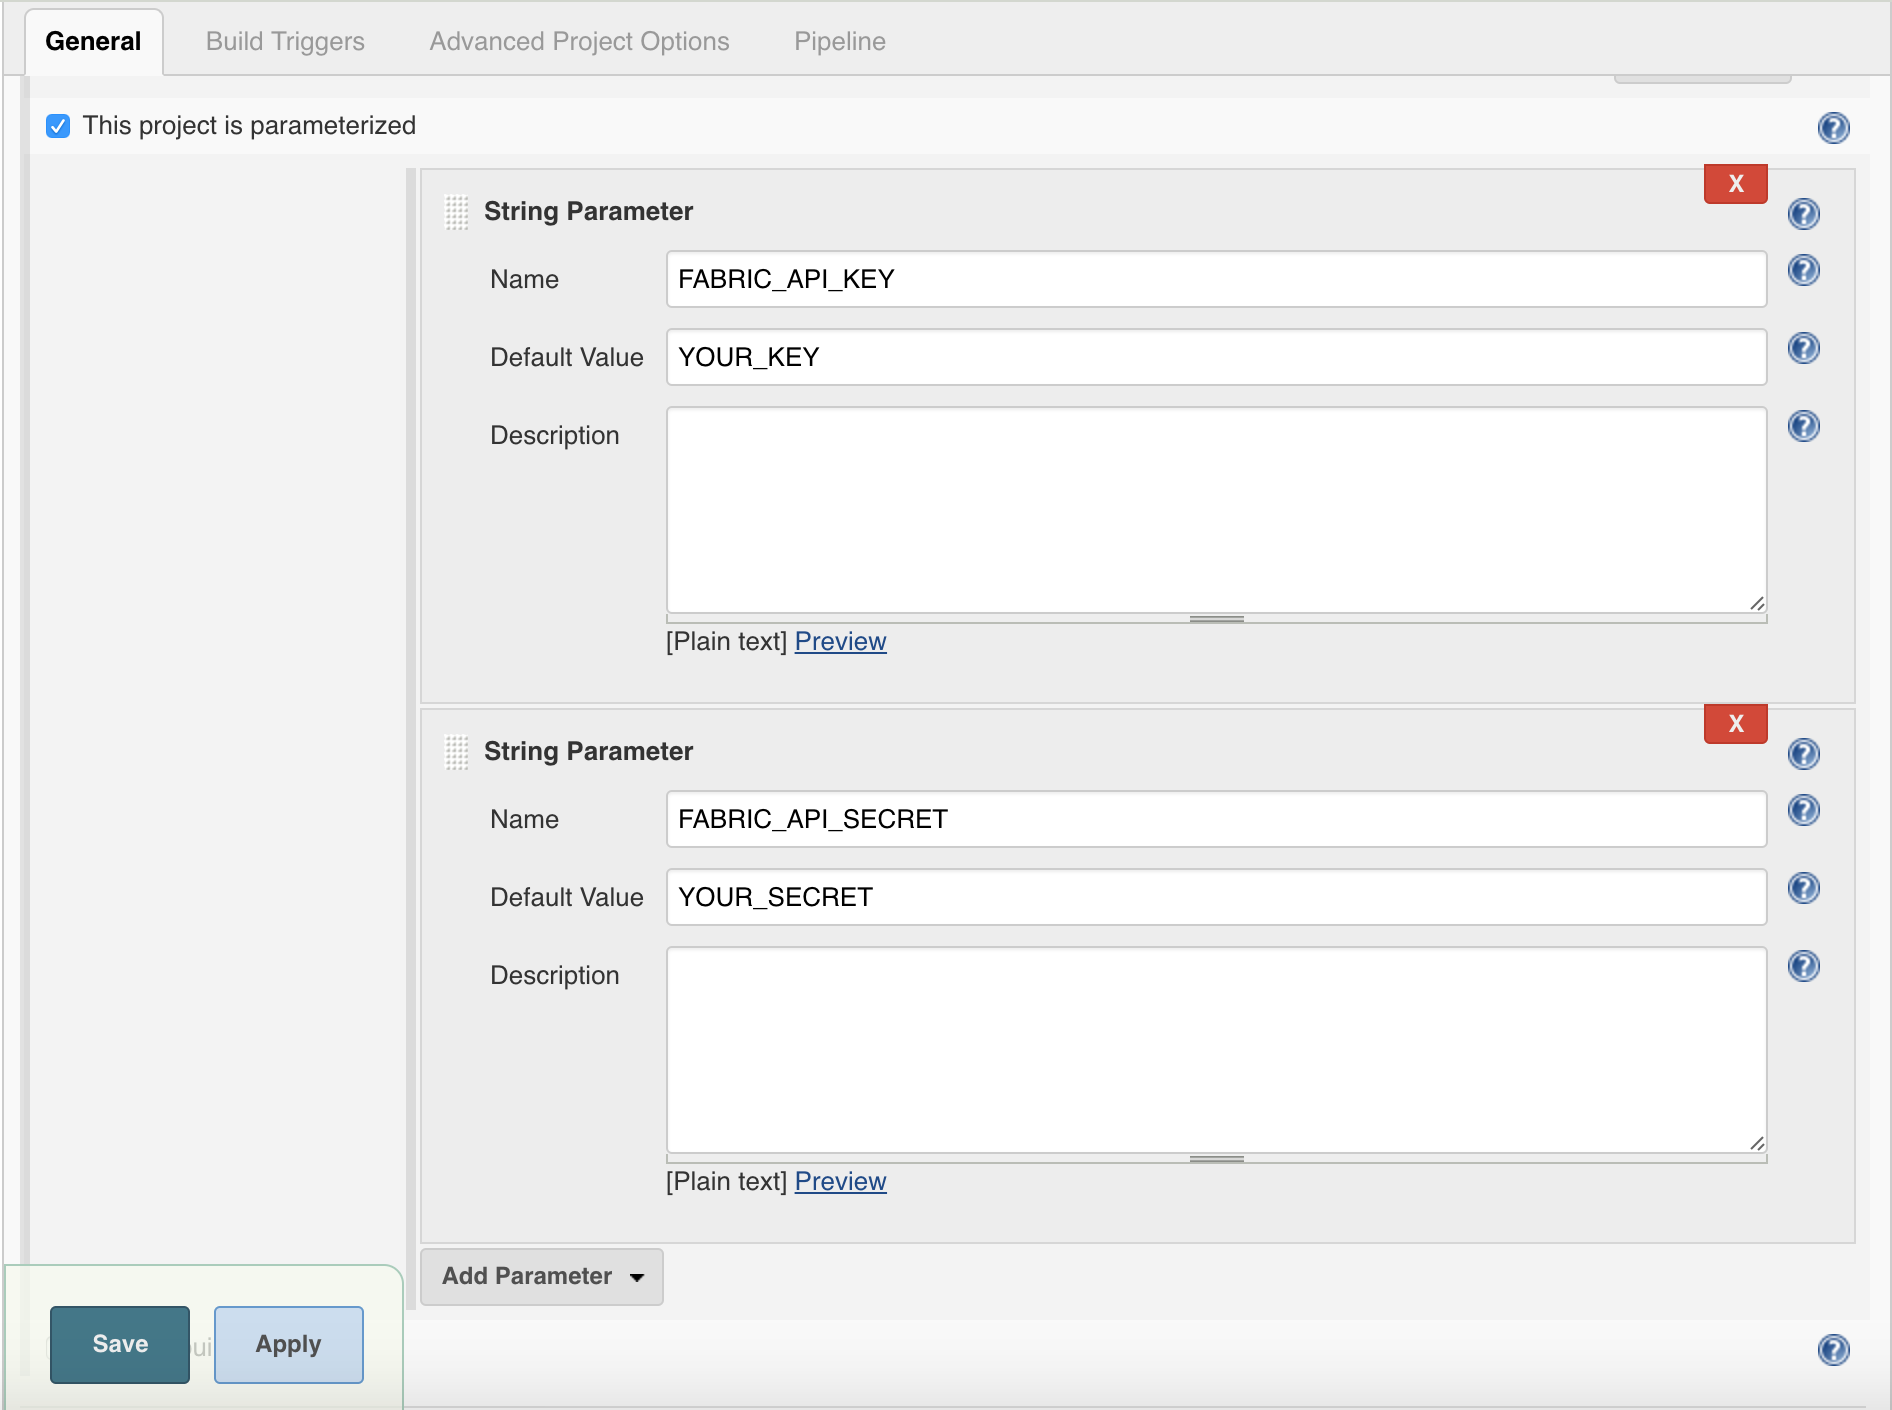 General Build Triggers Advanced Project Options Pipeline
This project is parameterized
?
X
String Parameter
?
Name FABRIC_API_KEY
?
Default Value YOUR_KEY
?
Description
?
[Plain text] Preview
X
String Parameter
?
Name FABRIC_API_SECRET
?
Default Value YOUR_SECRET
?
Description
?
[Plain text] Preview
Add Parameter
Save Apply
?